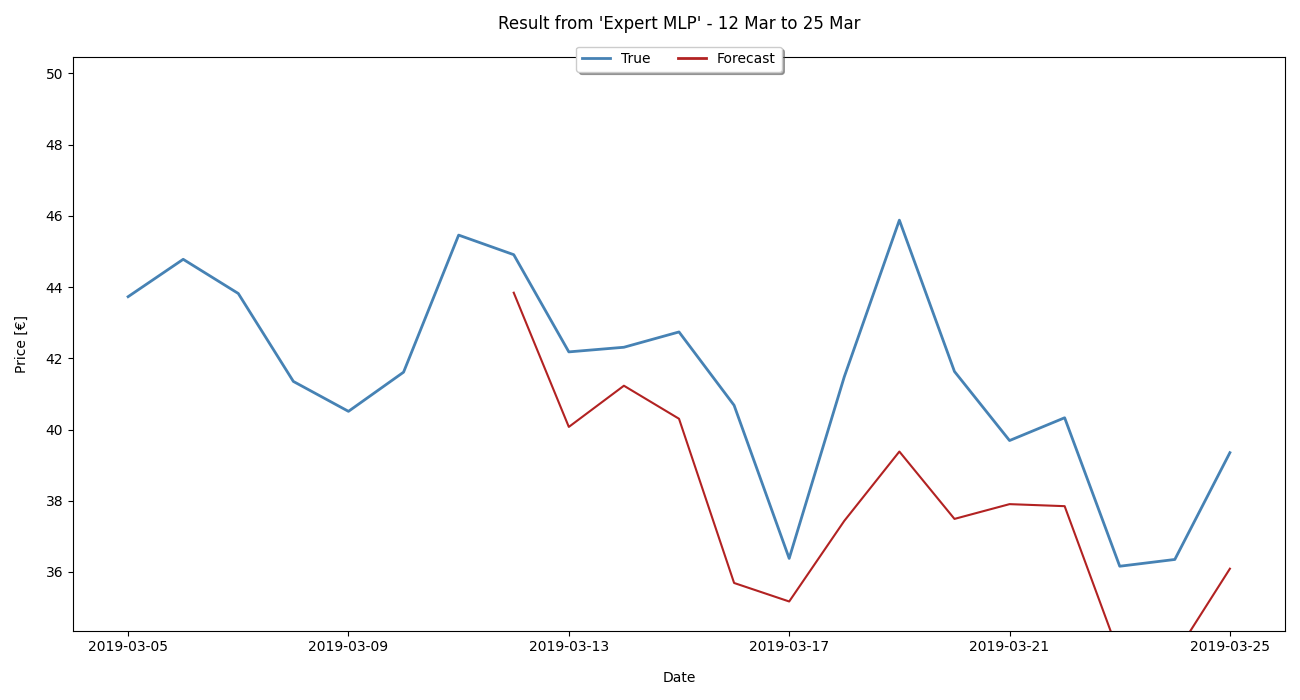 Result from 'Expert MLP' - 12 Mar to 25 Mar
True Forecast
50
48
46
44
42
40
38
36
Price [€]
2019-03-05 2019-03-09 2019-03-13 2019-03-17 2019-03-21 2019-03-25
Date